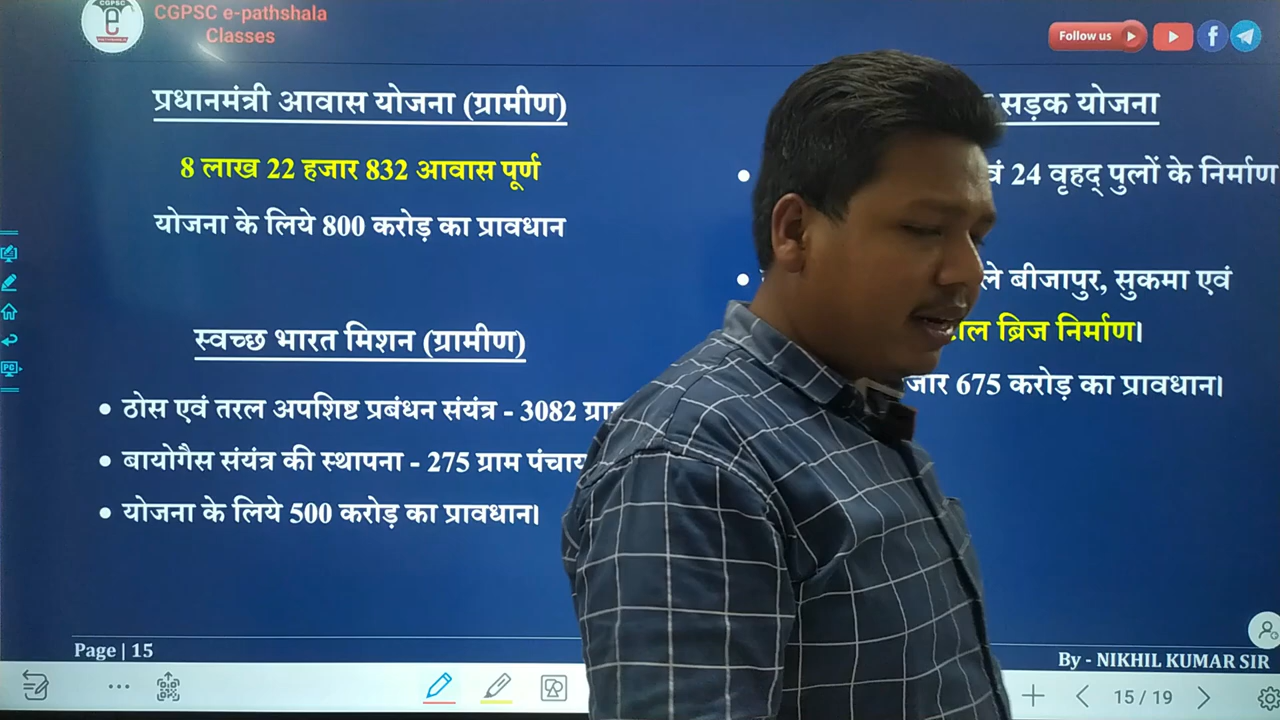 CGPSC
e
CGPSC e-pathshala
Classes
Follow us
प्रधानमंत्री आवास योजना (ग्रामीण)
8 लाख 22 हजार 832 आवास पूर्ण
योजना के लिये 800 करोड़ का प्रावधान
स्वच्छ भारत मिशन (ग्रामीण)
• ठोस एवं तरल अपशिष्ट प्रबंधन संयंत्र - 3082
• बायोगैस संयंत्र की स्थापना - 275 ग्राम
• योजना के लिये 500 करोड़ का प्रावधान।
सड़क योजना
24 वृहद् पुलों के निर्माण
बीजापुर, सुकमा एवं
ब्रिज निर्माण।
675 करोड़ का प्रावधान।
Page | 15
By - NIKHIL KUMAR SIR
15 / 19
PC